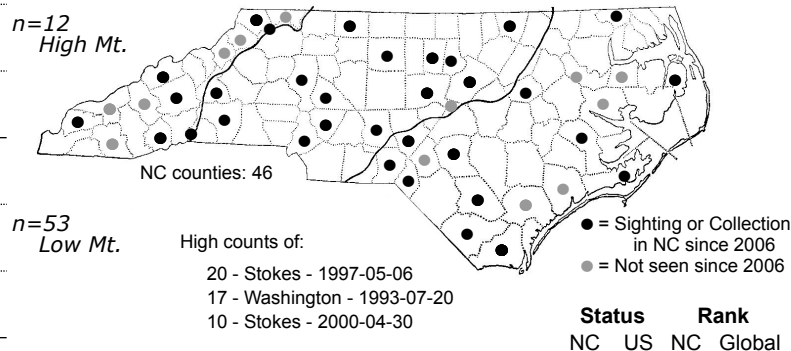 n=12
High Mt.
NC counties: 46
n=53
Low Mt.
High counts of:
20 - Stokes - 1997-05-06
17 - Washington - 1993-07-20
10 - Stokes - 2000-04-30
= Sighting or Collection
in NC since 2006
= Not seen since 2006
Status Rank
NC US NC Global